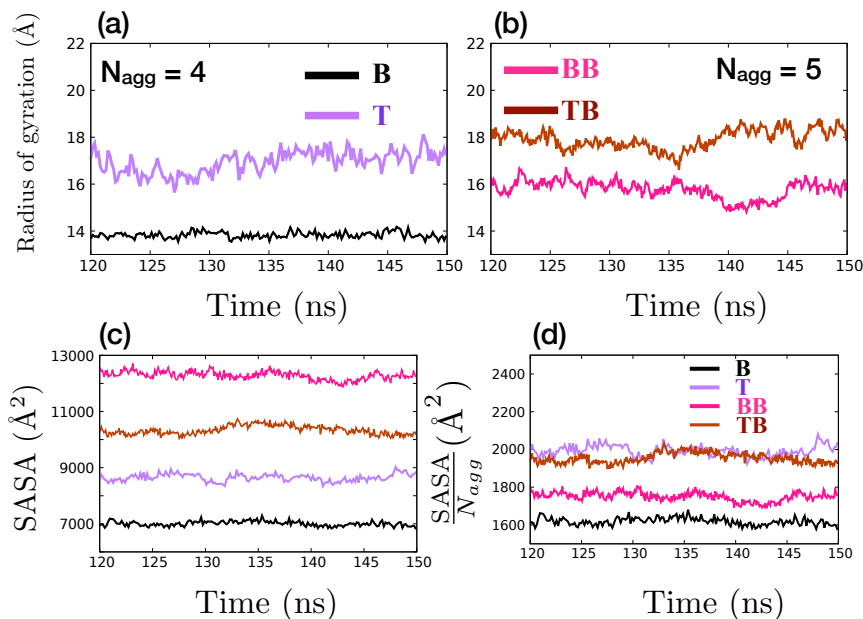 (a)
(b)
Radius of gyration (Å)
22
20
18
16
14
N_agg = 4
B
T
120 125 130 135 140 145 150
Time (ns)
22
20
18
16
14
BB
TB
N_agg = 5
120 125 130 135 140 145 150
Time (ns)
(c)
(d)
SASA (Å²)
13000
11000
9000
7000
120 125 130 135 140 145 150
Time (ns)
SASA/N_agg (Å²)
2400
2200
2000
1800
1600
B
T
BB
TB
120 125 130 135 140 145 150
Time (ns)